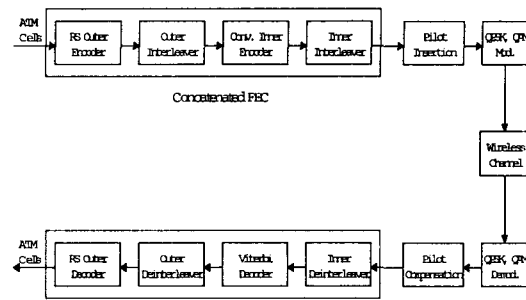 ATM
Cells
RS Outer
Encoder
Outer
Interleaver
Conv. Inner
Encoder
Inner
Interleaver
Pilot
Insertion
QPSK, QAM
Mod.
Concatenated FEC
Wireless
Channel
ATM
Cells
RS Outer
Decoder
Outer
Deinterleaver
Viterbi
Decoder
Inner
Deinterleaver
Pilot
Compensation
QPSK, QAM
Demod.